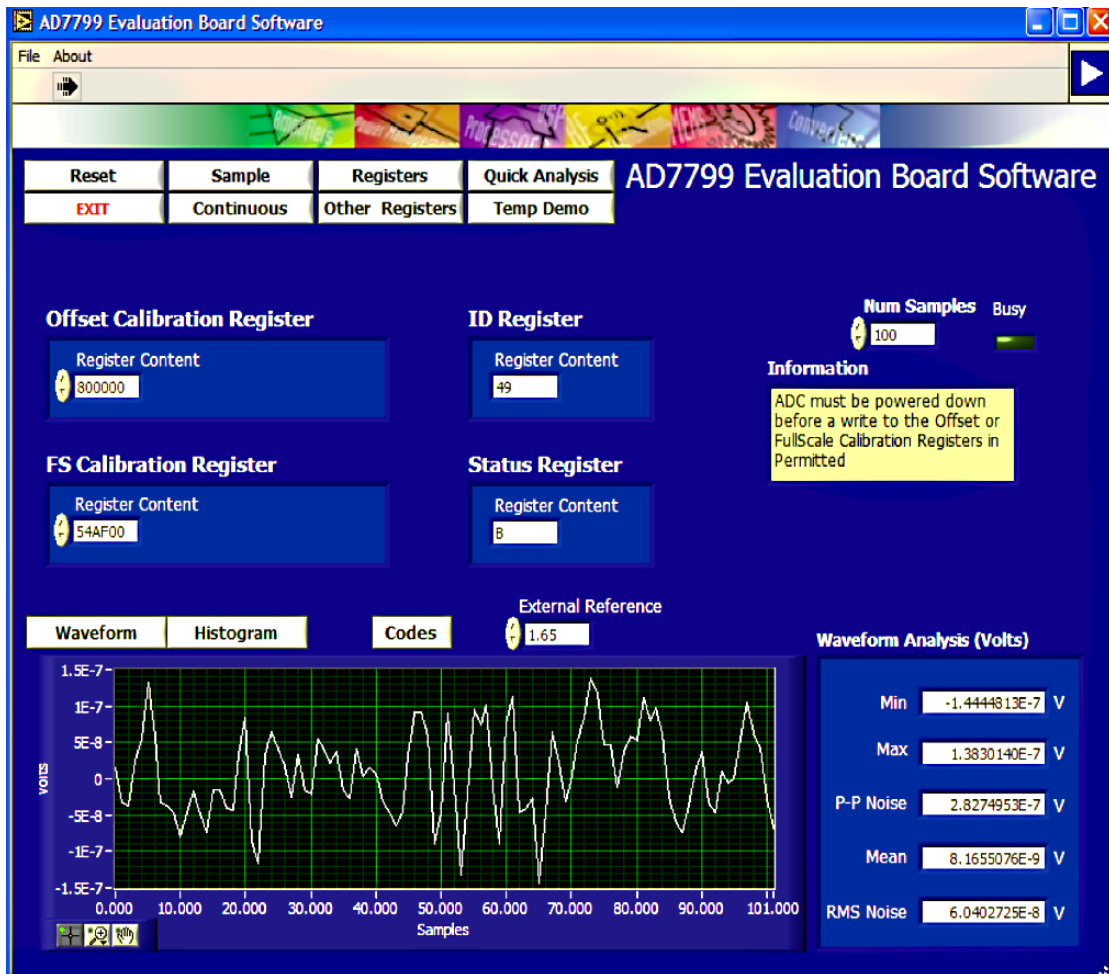 AD7799 Evaluation Board Software
File About
Amplifiers Power Management Processors DSP MEMS Converters
Reset Sample Registers Quick Analysis
AD7799 Evaluation Board Software
EXIT Continuous Other Registers Temp Demo
Offset Calibration Register
ID Register
Num Samples Busy
100
Register Content
800000
Register Content
49
Information
ADC must be powered down
before a write to the Offset or
FullScale Calibration Registers in
Permitted
FS Calibration Register
Status Register
Register Content
54AF00
Register Content
B
External Reference
Waveform Histogram Codes 1.65
Waveform Analysis (Volts)
1.5E-7
1E-7
5E-8
0
-5E-8
-1E-7
-1.5E-7
Volts
0.000 10.000 20.000 30.000 40.000 50.000 60.000 70.000 80.000 90.000 101.000
Samples
Min -1.4444813E-7 V
Max 1.3830140E-7 V
P-P Noise 2.8274953E-7 V
Mean 8.1655076E-9 V
RMS Noise 6.0402725E-8 V